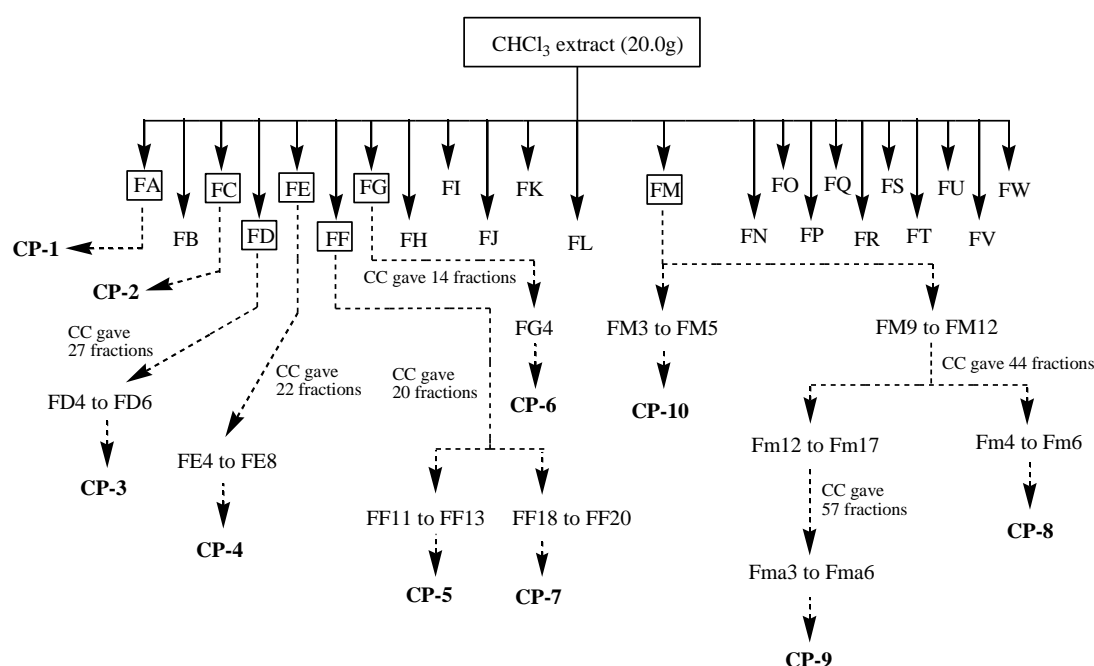 CHCl3 extract (20.0g)
FA
FB
FC
FD
FE
FF
FG
FH
FI
FJ
FK
FL
FM
FN
FO
FP
FQ
FR
FS
FT
FU
FV
FW
CP-1
CP-2
CC gave
27 fractions
FD4 to FD6
CP-3
CC gave
22 fractions
FE4 to FE8
CP-4
CC gave
20 fractions
FF11 to FF13
CP-5
FF18 to FF20
CP-7
CC gave 14 fractions
FG4
CP-6
FM3 to FM5
CP-10
FM9 to FM12
CC gave 44 fractions
Fm12 to Fm17
CC gave
57 fractions
Fma3 to Fma6
CP-9
Fm4 to Fm6
CP-8